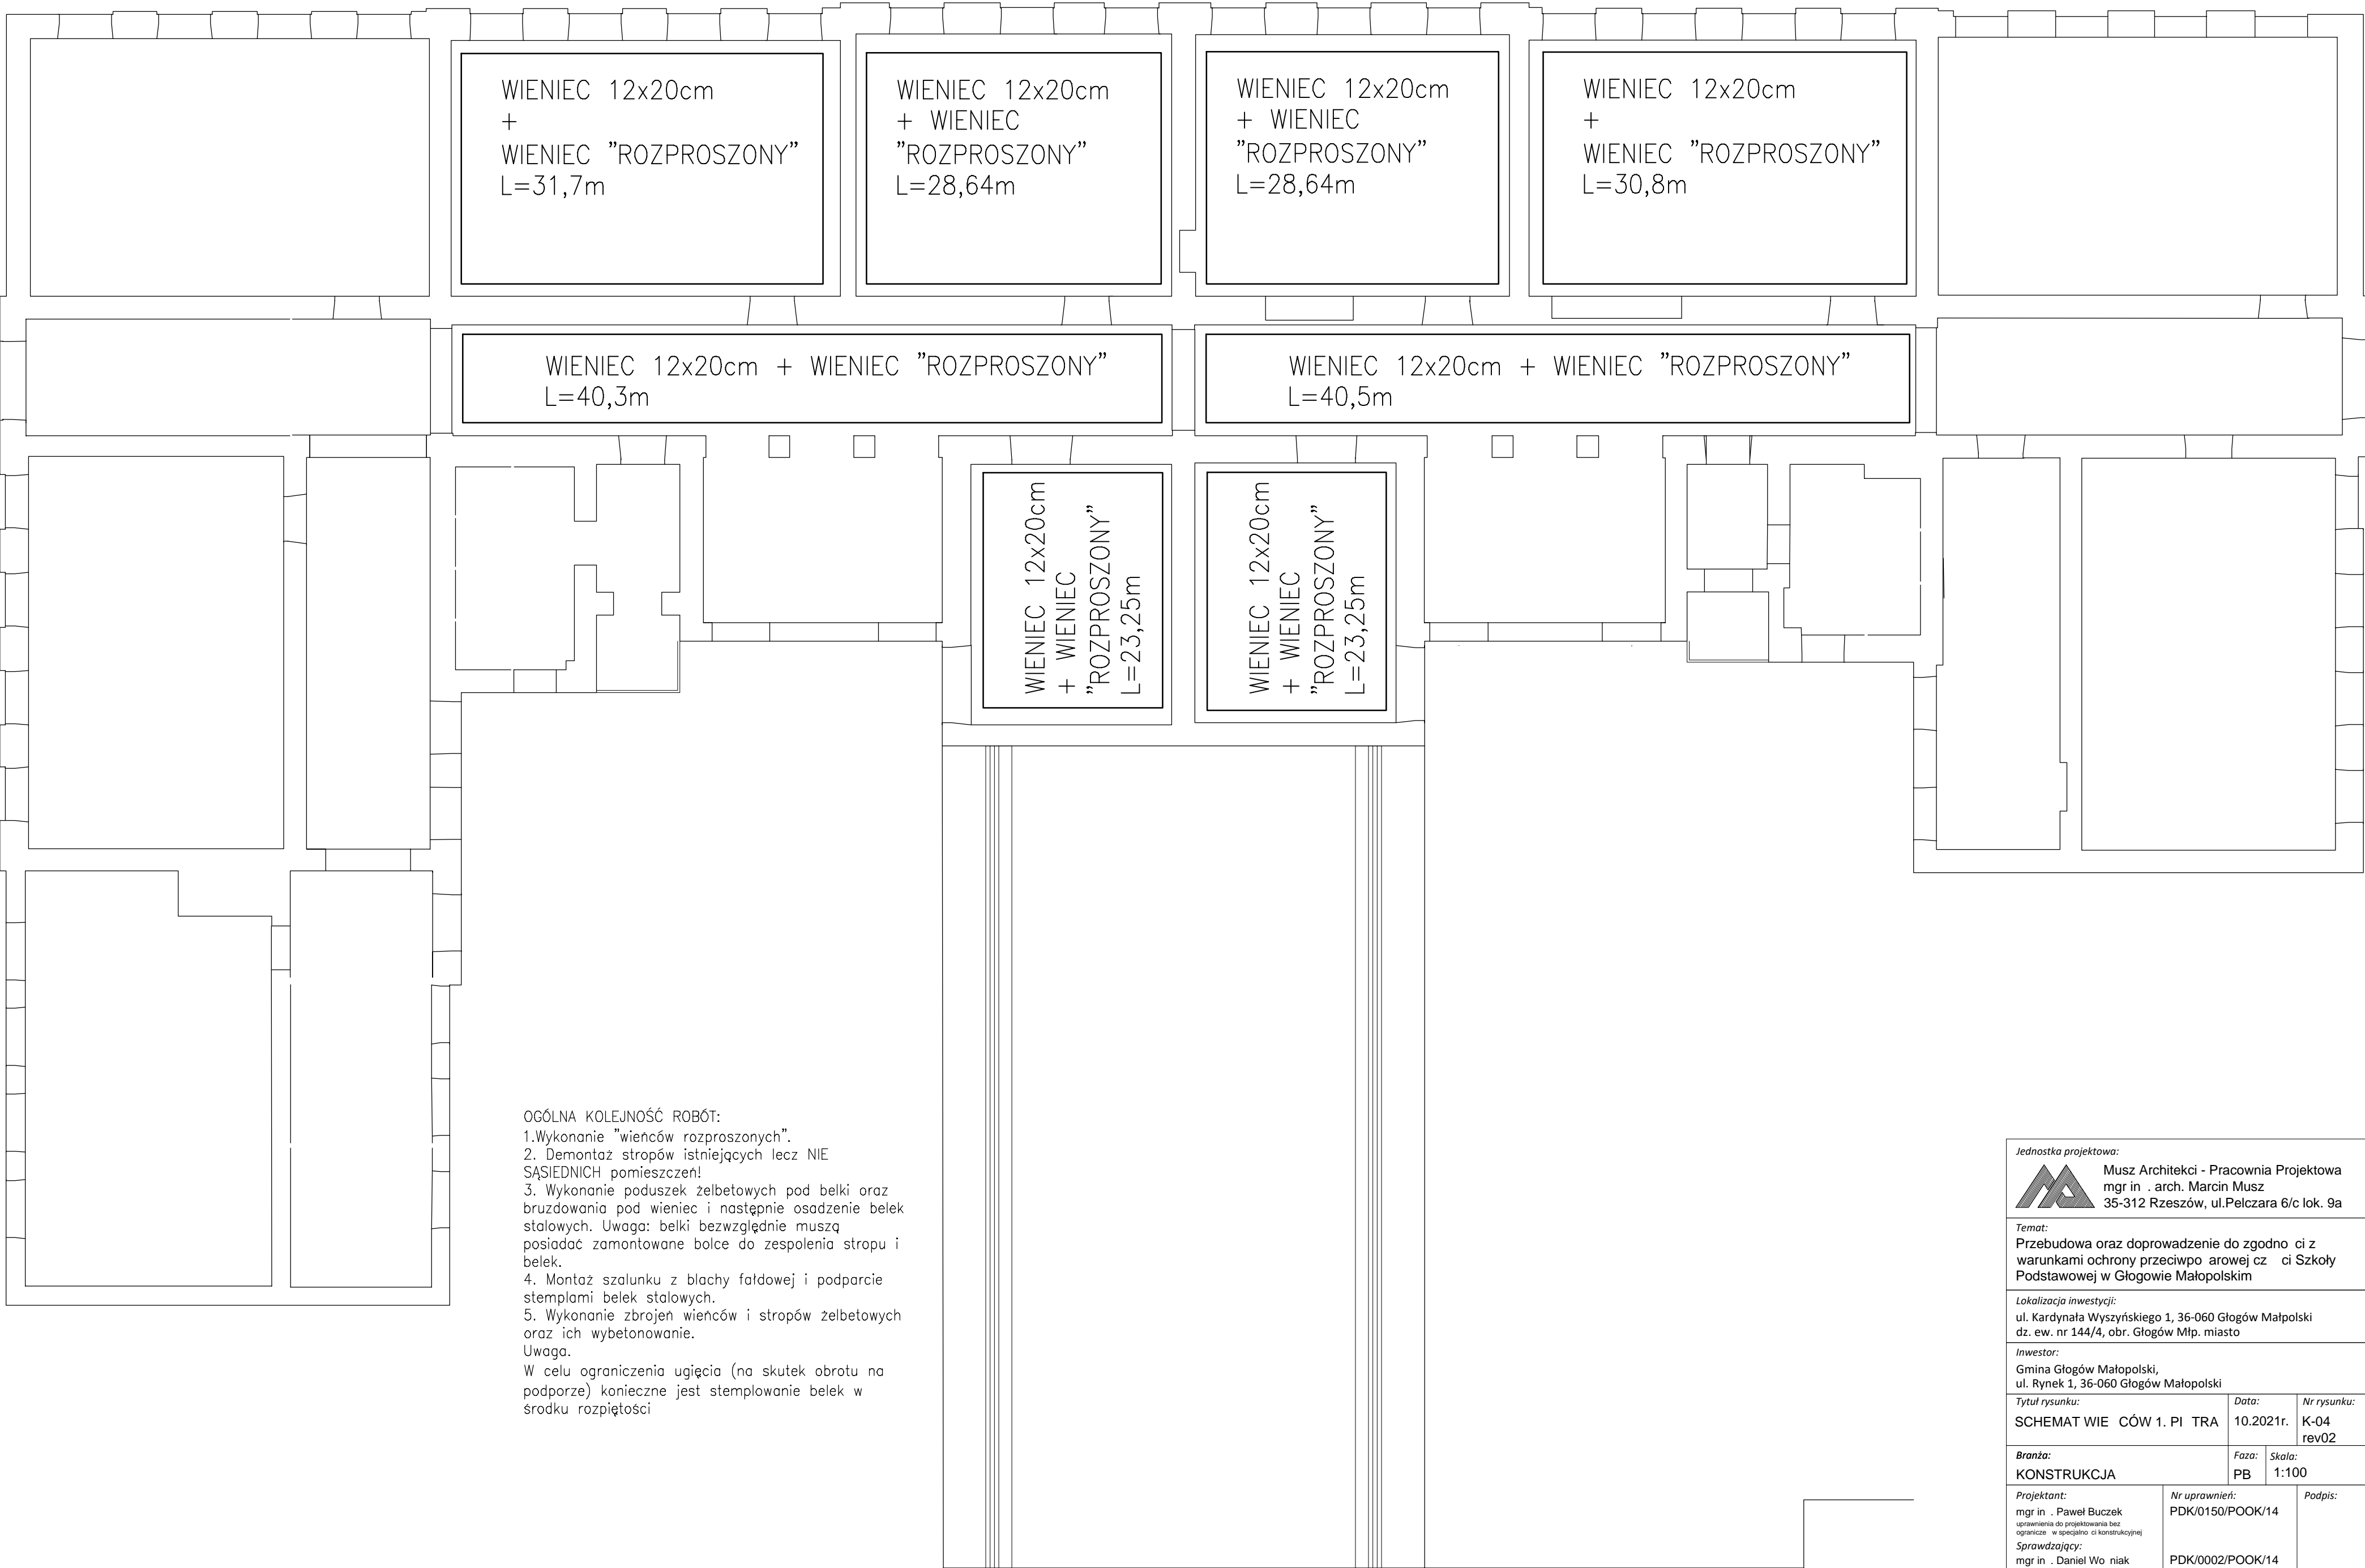 WIENIEC 12x20cm
+
WIENIEC "ROZPROSZONY"
L=31,7m
WIENIEC 12x20cm
+ WIENIEC
"ROZPROSZONY"
L=28,64m
WIENIEC 12x20cm
+ WIENIEC
"ROZPROSZONY"
L=28,64m
WIENIEC 12x20cm
+
WIENIEC "ROZPROSZONY"
L=30,8m
WIENIEC 12x20cm + WIENIEC "ROZPROSZONY"
L=40,3m
WIENIEC 12x20cm + WIENIEC "ROZPROSZONY"
L=40,5m
WIENIEC 12x20cm
+ WIENIEC
"ROZPROSZONY"
L=23,25m
WIENIEC 12x20cm
+ WIENIEC
"ROZPROSZONY"
L=23,25m
OGÓLNA KOLEJNOŚĆ ROBÓT:
1.Wykonanie "wieńców rozproszonych".
2. Demontaż stropów istniejących lecz NIE
SĄSIEDNICH pomieszczeń!
3. Wykonanie poduszek żelbetowych pod belki oraz
bruzdowania pod wieniec i następnie osadzenie belek
stalowych. Uwaga: belki bezwzględnie muszą
posiadać zamontowane bolce do zespolenia stropu i
belek.
4. Montaż szalunku z blachy fałdowej i podparcie
stemplami belek stalowych.
5. Wykonanie zbrojeń wieńców i stropów żelbetowych
oraz ich wybetonowanie.
Uwaga.
W celu ograniczenia ugięcia (na skutek obrotu na
podporze) konieczne jest stemplowanie belek w
środku rozpiętości
Jednostka projektowa:
Musz Architekci - Pracownia Projektowa
mgr in . arch. Marcin Musz
35-312 Rzeszów, ul.Pelczara 6/c lok. 9a
Temat:
Przebudowa oraz doprowadzenie do zgodno ci z
warunkami ochrony przeciwpo arowej cz ci Szkoły
Podstawowej w Głogowie Małopolskim
Lokalizacja inwestycji:
ul. Kardynała Wyszyńskiego 1, 36-060 Głogów Małpolski
dz. ew. nr 144/4, obr. Głogów Młp. miasto
Inwestor:
Gmina Głogów Małopolski,
ul. Rynek 1, 36-060 Głogów Małopolski
Tytuł rysunku: Data: Nr rysunku:
SCHEMAT WIE CÓW 1. PI TRA 10.2021r. K-04
rev02
Branża: Faza: Skala:
KONSTRUKCJA PB 1:100
Projektant: Nr uprawnień: Podpis:
mgr in . Paweł Buczek PDK/0150/POOK/14
uprawnienia do projektowania bez
ogranicze w specjalno ci konstrukcyjnej
Sprawdzający:
mgr in . Daniel Wo niak PDK/0002/POOK/14